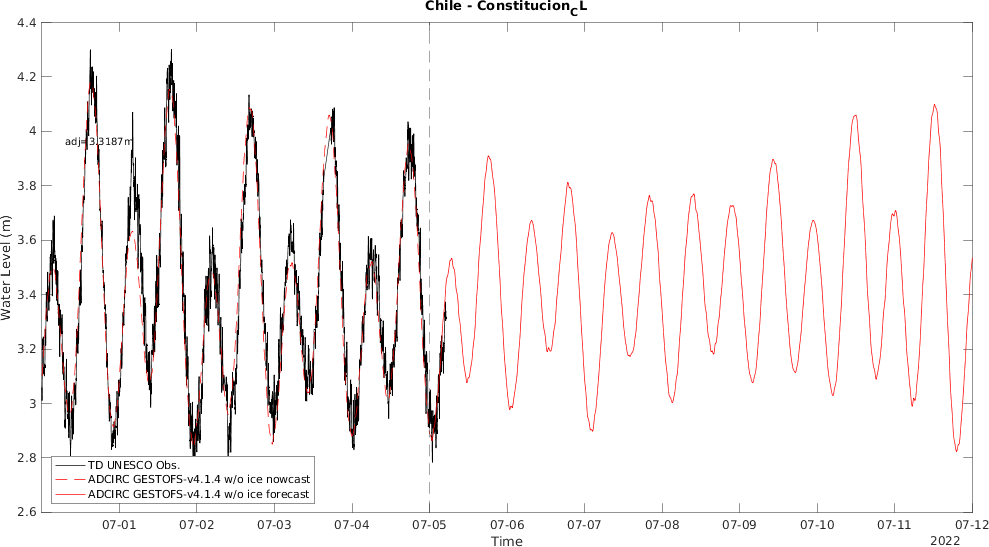 Chile - Constitucion_CL
4.4
4.2
4
3.8
3.6
3.4
3.2
3
2.8
2.6
Water Level (m)
adj=3.3187m
TD UNESCO Obs.
ADCIRC GESTOFS-v4.1.4 w/o ice nowcast
ADCIRC GESTOFS-v4.1.4 w/o ice forecast
07-01 07-02 07-03 07-04 07-05 07-06 07-07 07-08 07-09 07-10 07-11 07-12
Time
2022